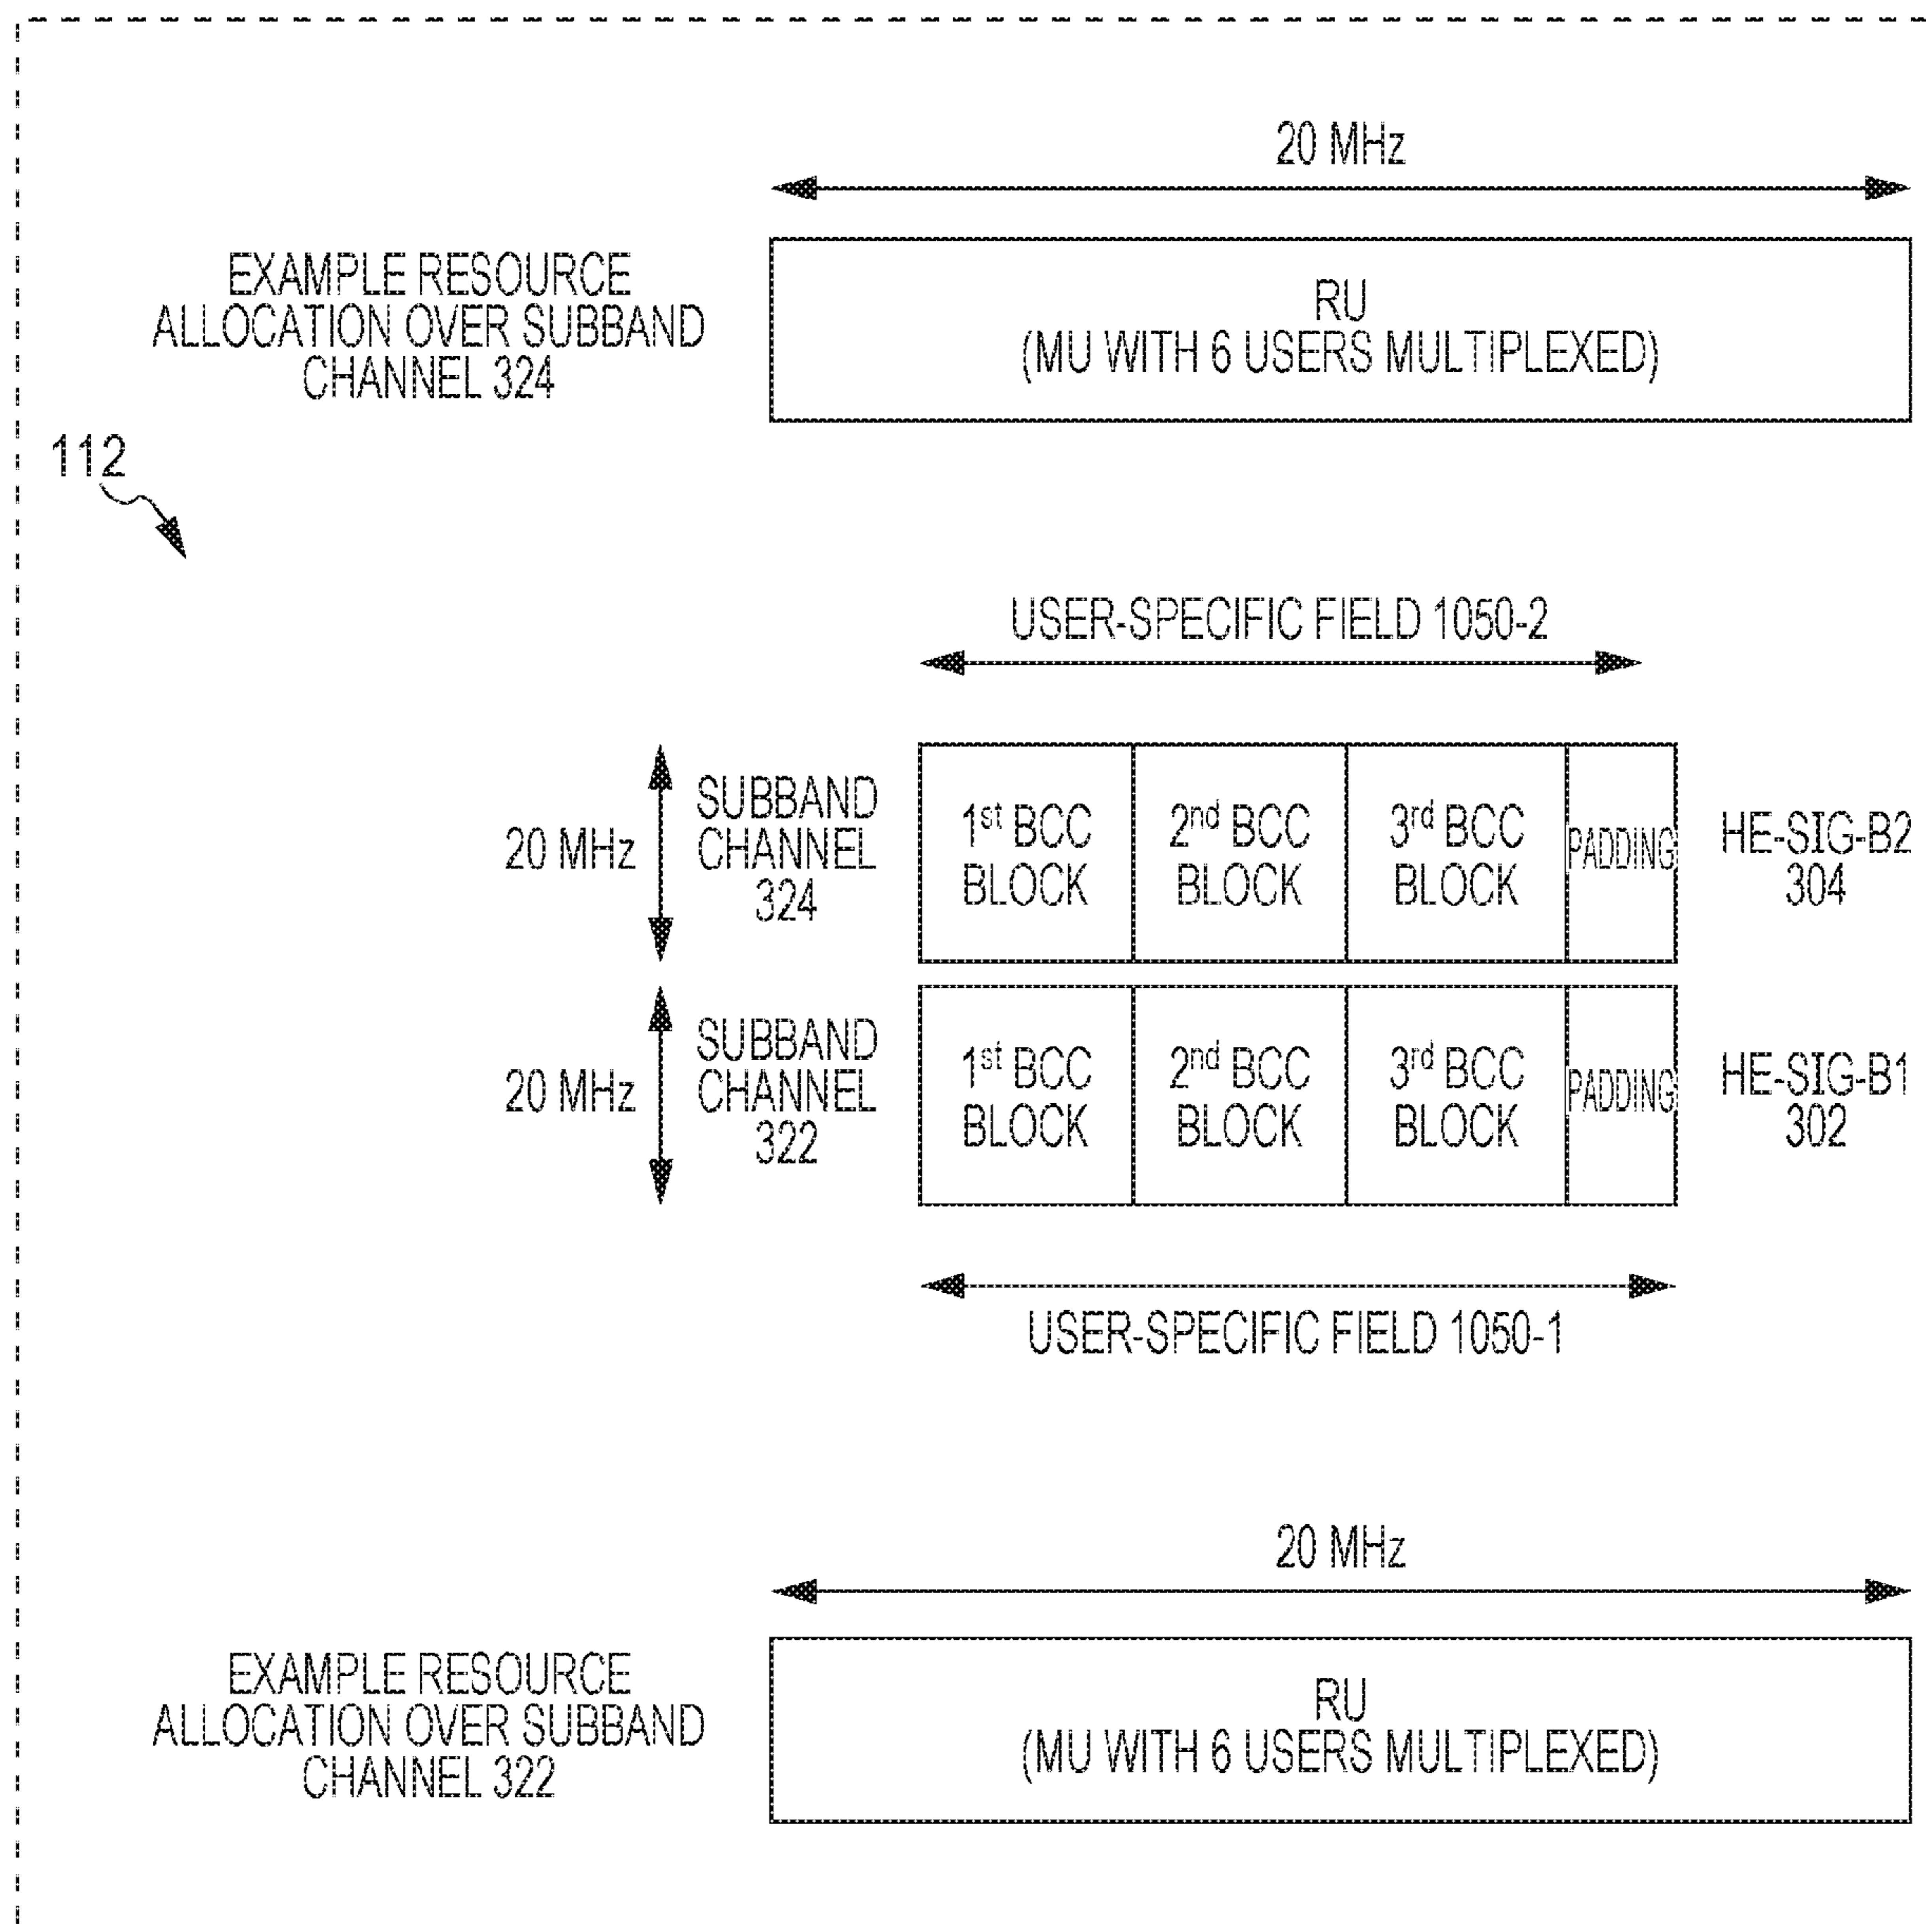 20 MHz
EXAMPLE RESOURCE
ALLOCATION OVER SUBBAND
CHANNEL 324
RU
(MU WITH 6 USERS MULTIPLEXED)
112
USER-SPECIFIC FIELD 1050-2
20 MHz
SUBBAND
CHANNEL
324
1st BCC
BLOCK
2nd BCC
BLOCK
3rd BCC
BLOCK
PADDING
HE-SIG-B2
304
20 MHz
SUBBAND
CHANNEL
322
1st BCC
BLOCK
2nd BCC
BLOCK
3rd BCC
BLOCK
PADDING
HE-SIG-B1
302
USER-SPECIFIC FIELD 1050-1
20 MHz
EXAMPLE RESOURCE
ALLOCATION OVER SUBBAND
CHANNEL 322
RU
(MU WITH 6 USERS MULTIPLEXED)